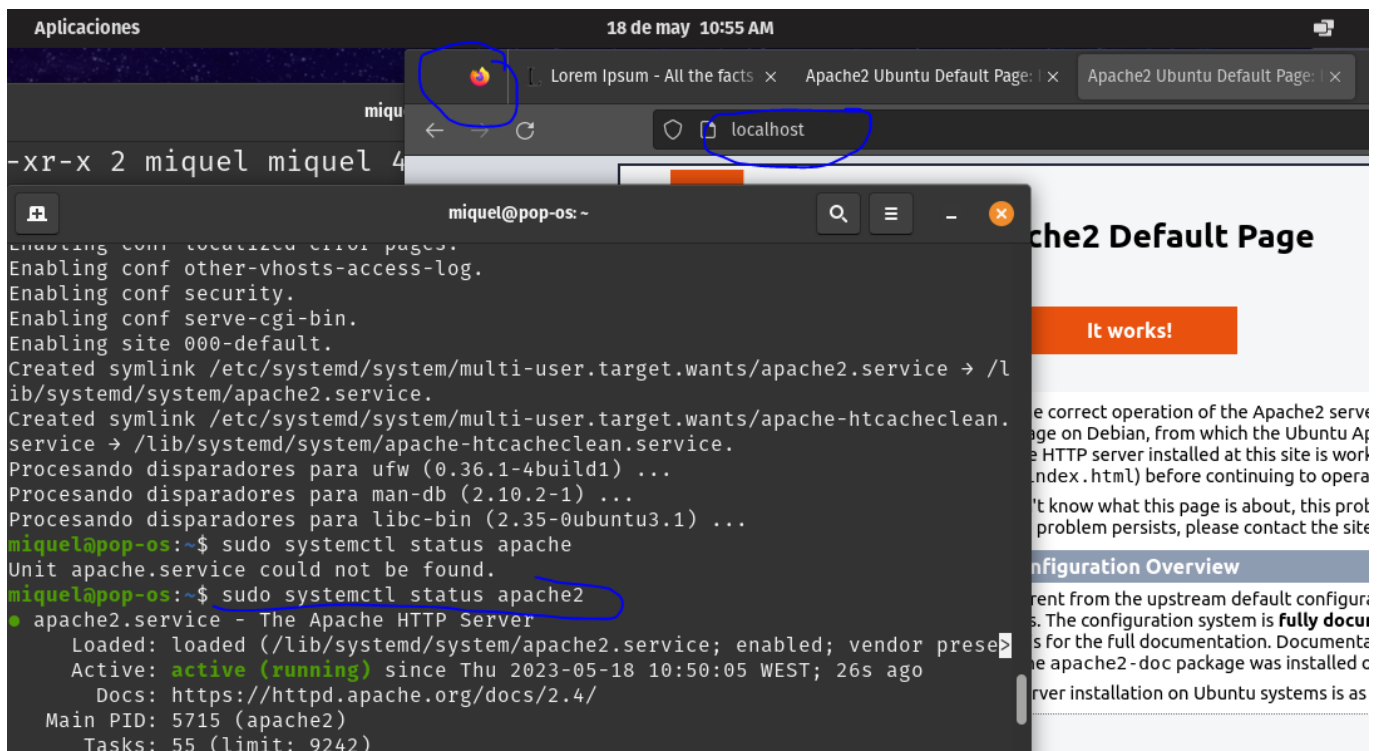 Aplicaciones
18 de may 10:55 AM
Lorem Ipsum - All the facts
Apache2 Ubuntu Default Page:
Apache2 Ubuntu Default Page:
localhost
miqu
-xr-x 2 miquel miquel 4
miquel@pop-os: ~
Enabling conf localized-error-pages.
Enabling conf other-vhosts-access-log.
Enabling conf security.
Enabling conf serve-cgi-bin.
Enabling site 000-default.
Created symlink /etc/systemd/system/multi-user.target.wants/apache2.service → /l
ib/systemd/system/apache2.service.
Created symlink /etc/systemd/system/multi-user.target.wants/apache-htcacheclean.
service → /lib/systemd/system/apache-htcacheclean.service.
Procesando disparadores para ufw (0.36.1-4build1) ...
Procesando disparadores para man-db (2.10.2-1) ...
Procesando disparadores para libc-bin (2.35-0ubuntu3.1) ...
miquel@pop-os:~$ sudo systemctl status apache
Unit apache.service could not be found.
miquel@pop-os:~$ sudo systemctl status apache2
● apache2.service - The Apache HTTP Server
Loaded: loaded (/lib/systemd/system/apache2.service; enabled; vendor prese>
Active: active (running) since Thu 2023-05-18 10:50:05 WEST; 26s ago
Docs: https://httpd.apache.org/docs/2.4/
Main PID: 5715 (apache2)
Tasks: 55 (limit: 9242)
che2 Default Page
It works!
e correct operation of the Apache2 serve
age on Debian, from which the Ubuntu Ap
e HTTP server installed at this site is work
ndex.html) before continuing to opera
't know what this page is about, this prob
problem persists, please contact the site
nfiguration Overview
rent from the upstream default configura
s. The configuration system is fully docu
s for the full documentation. Documenta
he apache2-doc package was installed o
rver installation on Ubuntu systems is as